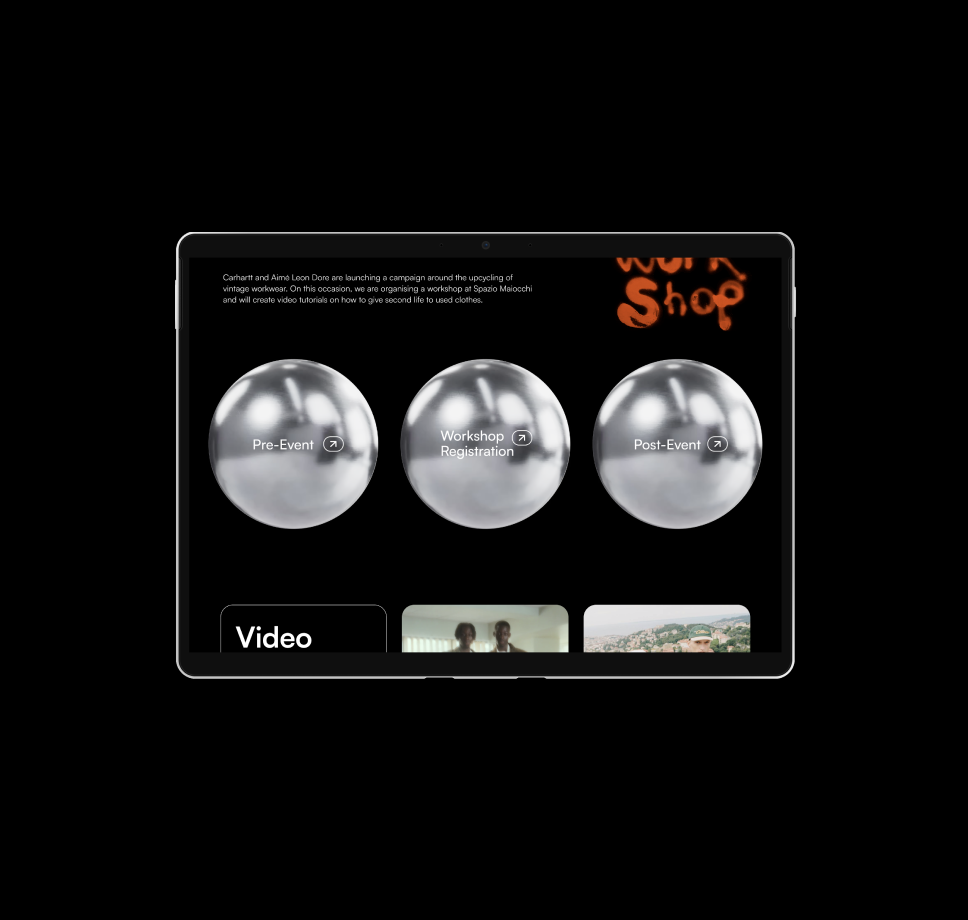 Carhartt and Aimé Leon Dore are launching a campaign around the upcycling of
vintage workwear. On this occasion, we are organising a workshop at Spazio Maiocchi
and will create video tutorials on how to give second life to used clothes.
Work
Shop
Pre-Event
Workshop
Registration
Post-Event
Video